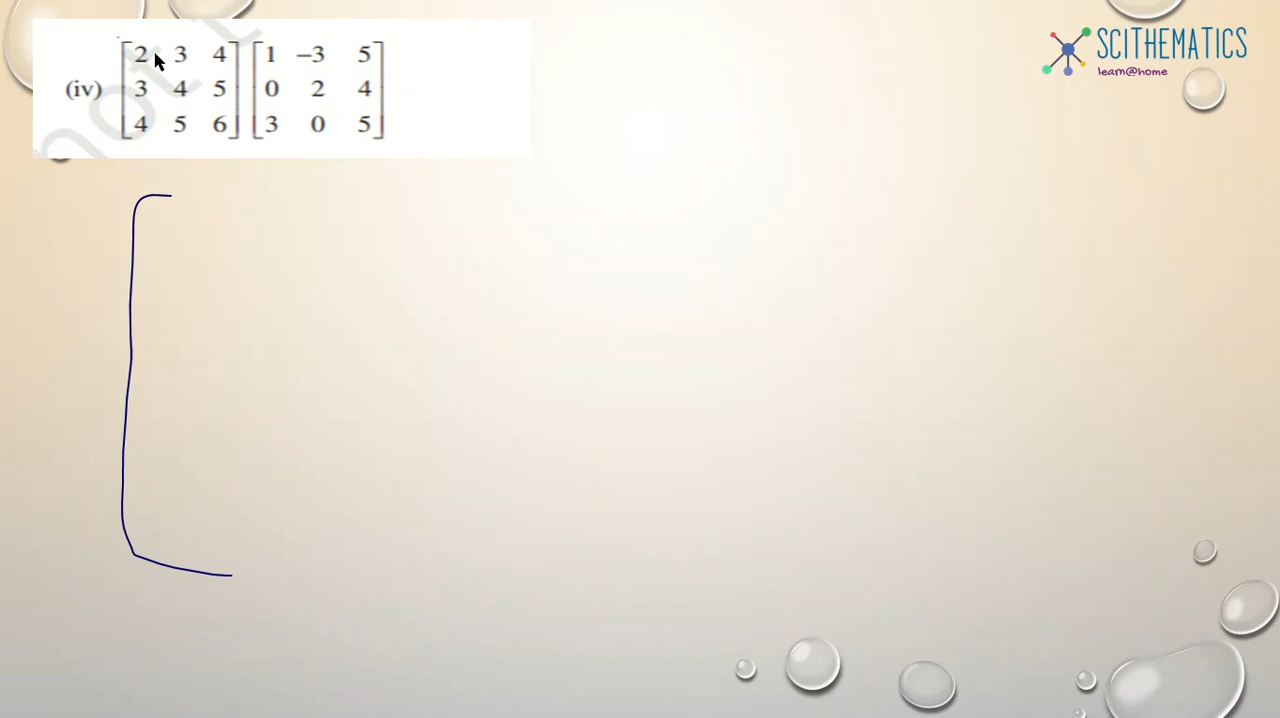 SCITHEMATICS
learn@home
[2 3 4] [1 −3 5]
(iv) [3 4 5] [0 2 4]
[4 5 6] [3 0 5]
not